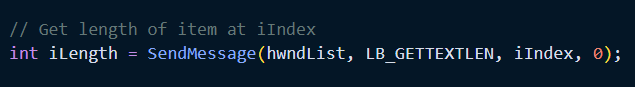 // Get length of item at iIndex
int iLength = SendMessage(hwndList, LB_GETTEXTLEN, iIndex, 0);